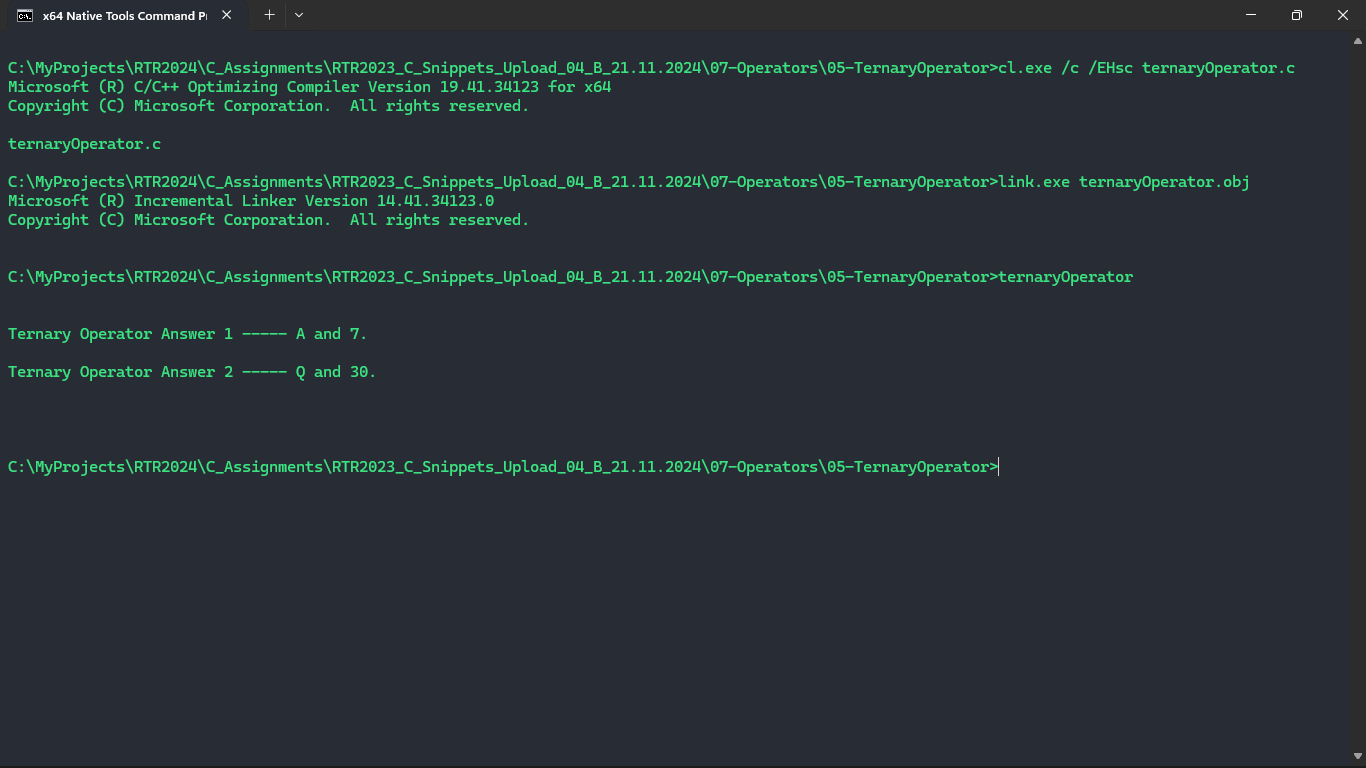 x64 Native Tools Command Pr
C:\MyProjects\RTR2024\C_Assignments\RTR2023_C_Snippets_Upload_04_B_21.11.2024\07-Operators\05-TernaryOperator>cl.exe /c /EHsc ternaryOperator.c
Microsoft (R) C/C++ Optimizing Compiler Version 19.41.34123 for x64
Copyright (C) Microsoft Corporation.  All rights reserved.
ternaryOperator.c
C:\MyProjects\RTR2024\C_Assignments\RTR2023_C_Snippets_Upload_04_B_21.11.2024\07-Operators\05-TernaryOperator>link.exe ternaryOperator.obj
Microsoft (R) Incremental Linker Version 14.41.34123.0
Copyright (C) Microsoft Corporation.  All rights reserved.
C:\MyProjects\RTR2024\C_Assignments\RTR2023_C_Snippets_Upload_04_B_21.11.2024\07-Operators\05-TernaryOperator>ternaryOperator
Ternary Operator Answer 1 ----- A and 7.
Ternary Operator Answer 2 ----- Q and 30.
C:\MyProjects\RTR2024\C_Assignments\RTR2023_C_Snippets_Upload_04_B_21.11.2024\07-Operators\05-TernaryOperator>